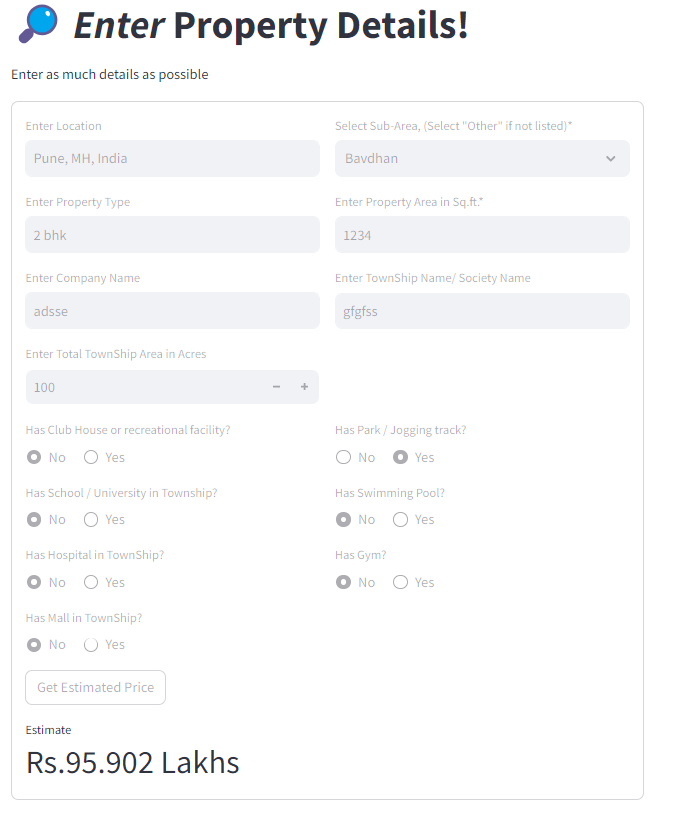 Enter Property Details!
Enter as much details as possible
Enter Location
Select Sub-Area, (Select "Other" if not listed)*
Pune, MH, India
Bavdhan
Enter Property Type
Enter Property Area in Sq.ft.*
2 bhk
1234
Enter Company Name
Enter TownShip Name/ Society Name
adsse
gfgfss
Enter Total TownShip Area in Acres
100
Has Club House or recreational facility?
Has Park / Jogging track?
No Yes
No Yes
Has School / University in Township?
Has Swimming Pool?
No Yes
No Yes
Has Hospital in TownShip?
Has Gym?
No Yes
No Yes
Has Mall in TownShip?
No Yes
Get Estimated Price
Estimate
Rs.95.902 Lakhs